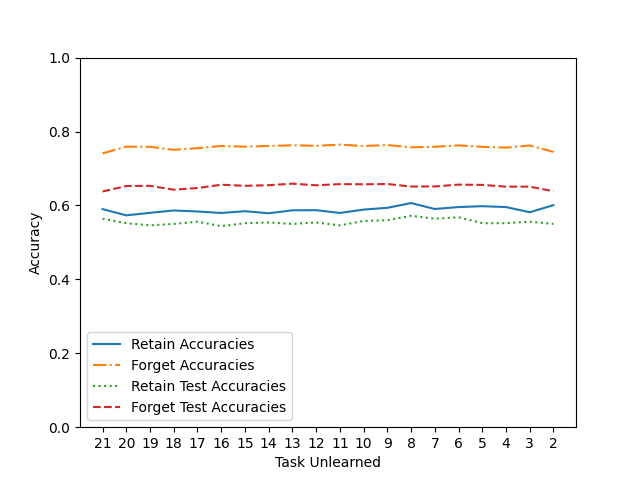 1.0
0.8
0.6
0.4
0.2
0.0
Accuracy
Retain Accuracies
Forget Accuracies
Retain Test Accuracies
Forget Test Accuracies
21 20 19 18 17 16 15 14 13 12 11 10 9 8 7 6 5 4 3 2
Task Unlearned